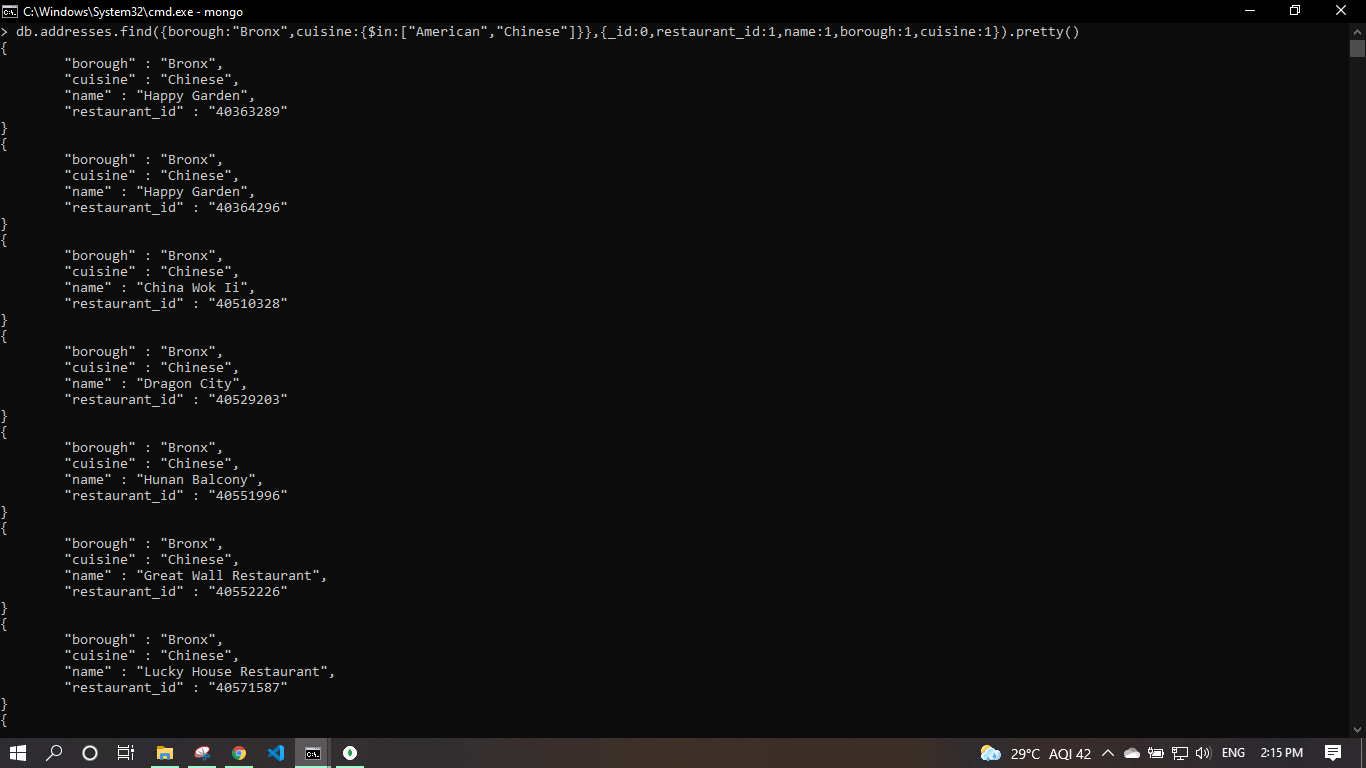 C:\Windows\System32\cmd.exe - mongo
> db.addresses.find({borough:"Bronx",cuisine:{$in:["American","Chinese"]}},{_id:0,restaurant_id:1,name:1,borough:1,cuisine:1}).pretty()
{
"borough" : "Bronx",
"cuisine" : "Chinese",
"name" : "Happy Garden",
"restaurant_id" : "40363289"
}
{
"borough" : "Bronx",
"cuisine" : "Chinese",
"name" : "Happy Garden",
"restaurant_id" : "40364296"
}
{
"borough" : "Bronx",
"cuisine" : "Chinese",
"name" : "China Wok Ii",
"restaurant_id" : "40510328"
}
{
"borough" : "Bronx",
"cuisine" : "Chinese",
"name" : "Dragon City",
"restaurant_id" : "40529203"
}
{
"borough" : "Bronx",
"cuisine" : "Chinese",
"name" : "Hunan Balcony",
"restaurant_id" : "40551996"
}
{
"borough" : "Bronx",
"cuisine" : "Chinese",
"name" : "Great Wall Restaurant",
"restaurant_id" : "40552226"
}
{
"borough" : "Bronx",
"cuisine" : "Chinese",
"name" : "Lucky House Restaurant",
"restaurant_id" : "40571587"
}
{
29°C AQI 42 ENG 2:15 PM